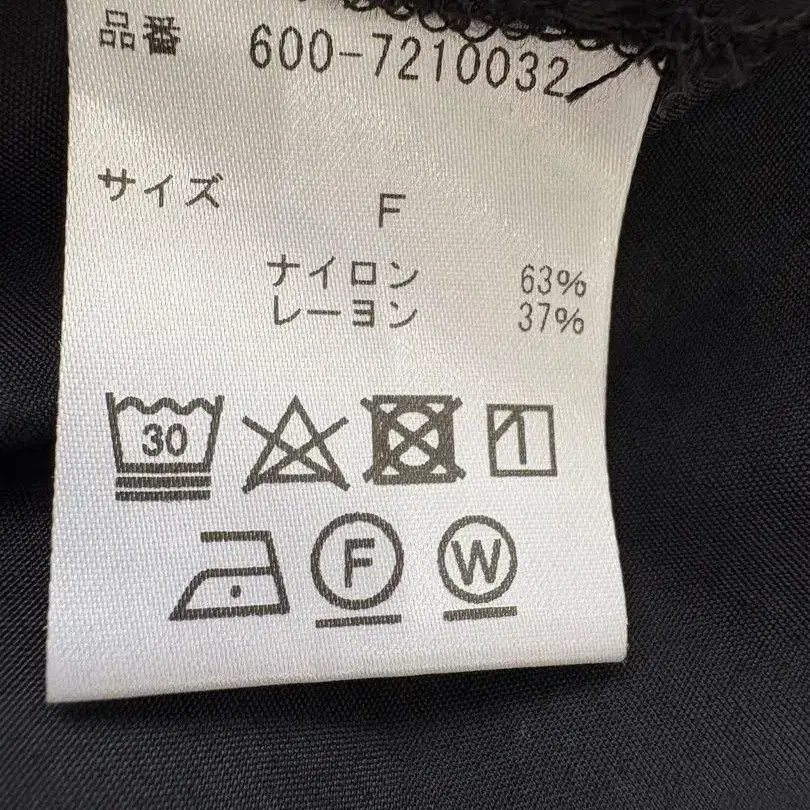 品番 600-7210032
サイズ F
ナイロン 63%
レーヨン 37%
30
F W